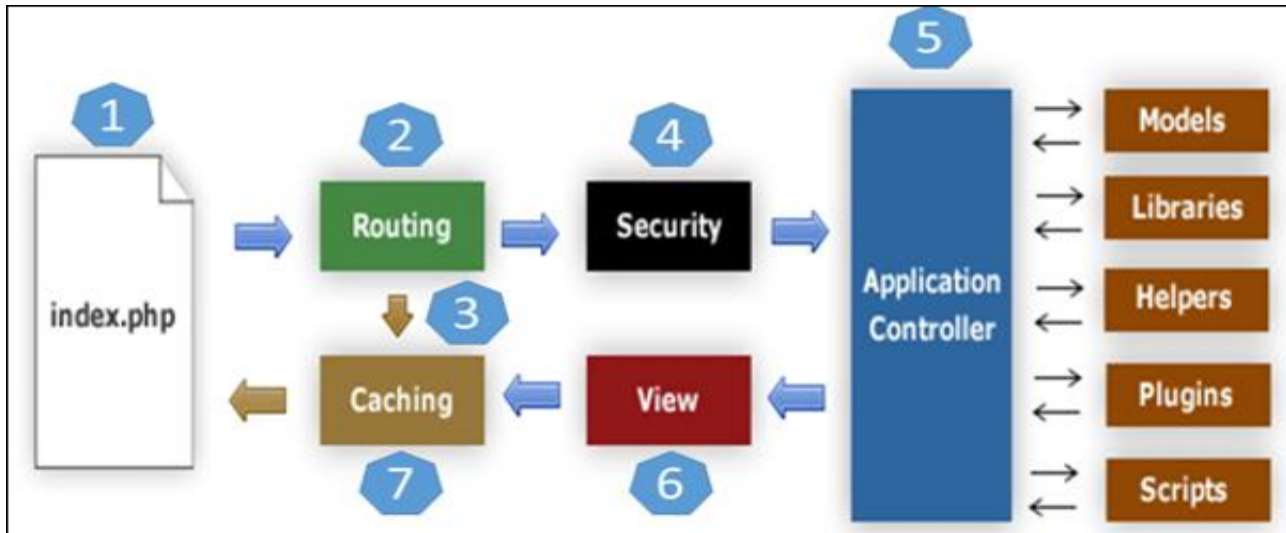 1
index.php
2
Routing
3
4
Security
5
Application
Controller
Models
Libraries
Helpers
Plugins
Scripts
View
6
Caching
7